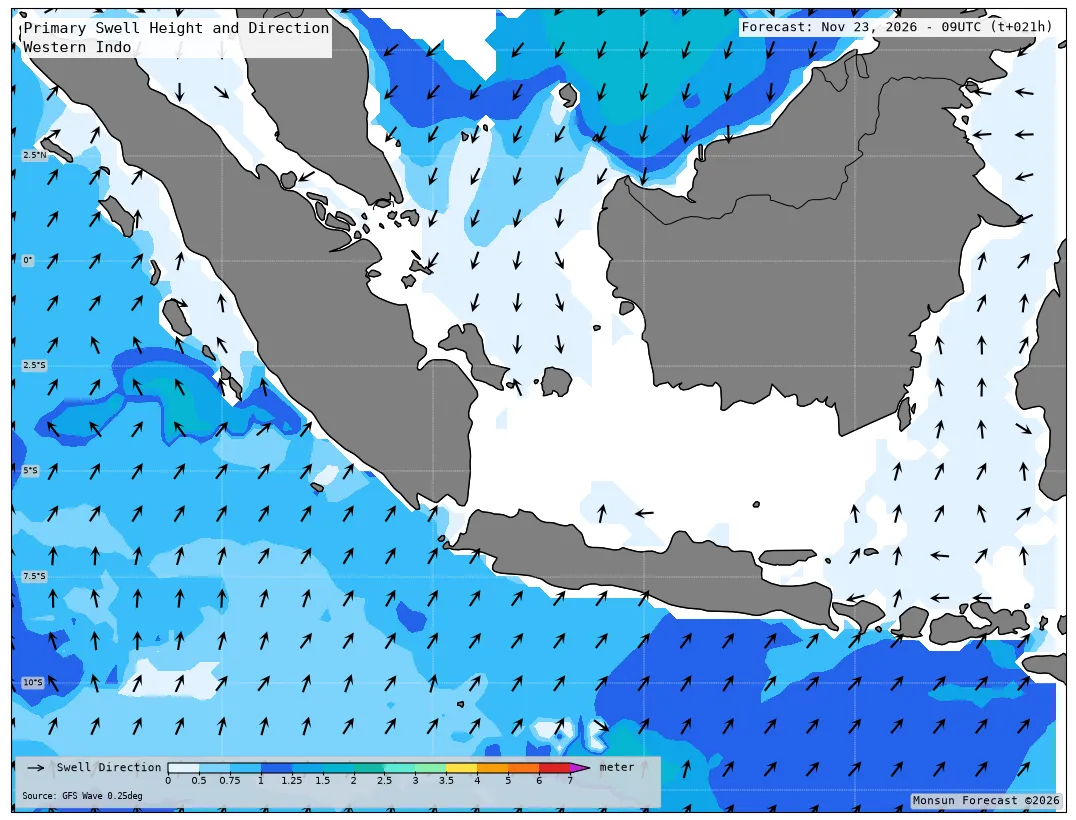 Primary Swell Height and Direction
Western Indo
Forecast: Nov 23, 2026 - 09UTC (t+021h)
2.5°N
0°
2.5°S
5°S
7.5°S
10°S
Swell Direction
0 0.5 0.75 1 1.25 1.5 2 2.5 3 3.5 4 5 6 7
meter
Source: GFS Wave 0.25deg
Monsun Forecast ©2026